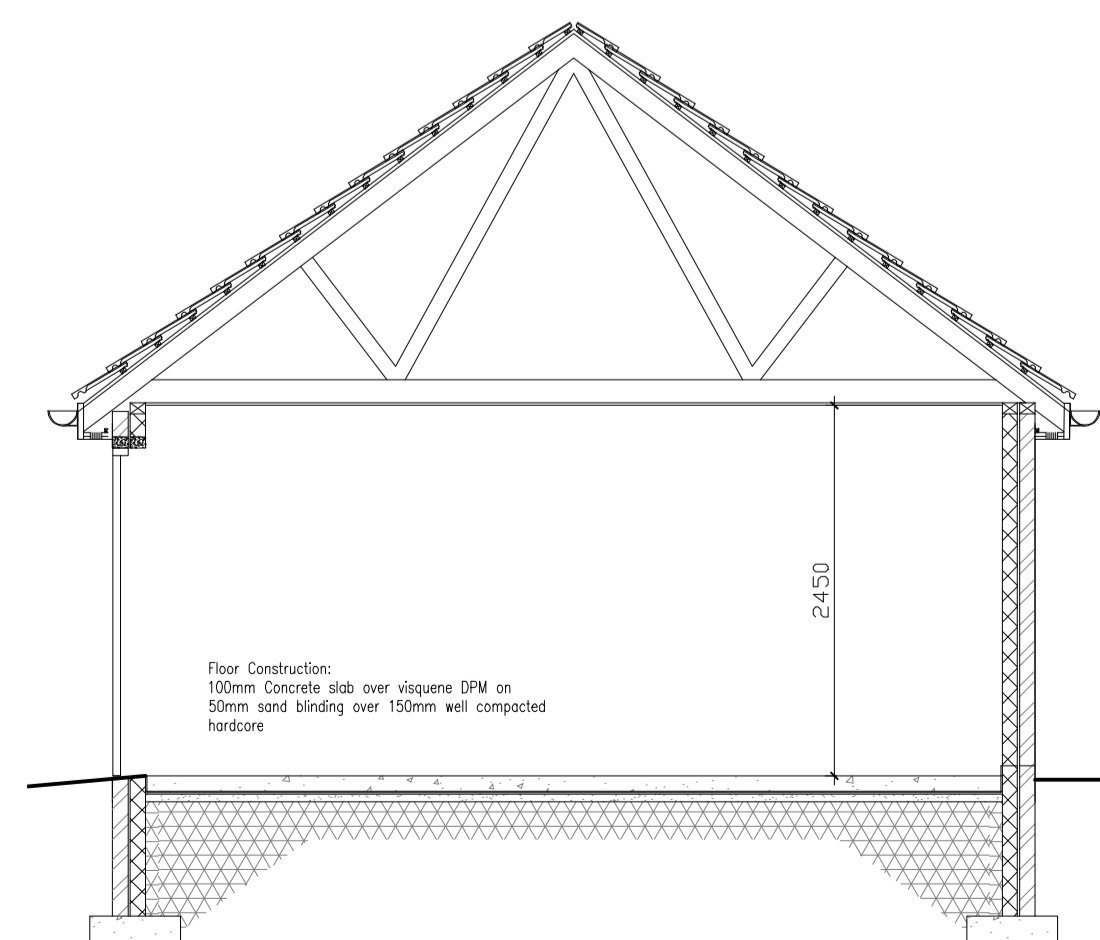 2450
Floor Construction:
100mm Concrete slab over visquene DPM on
50mm sand blinding over 150mm well compacted
hardcore